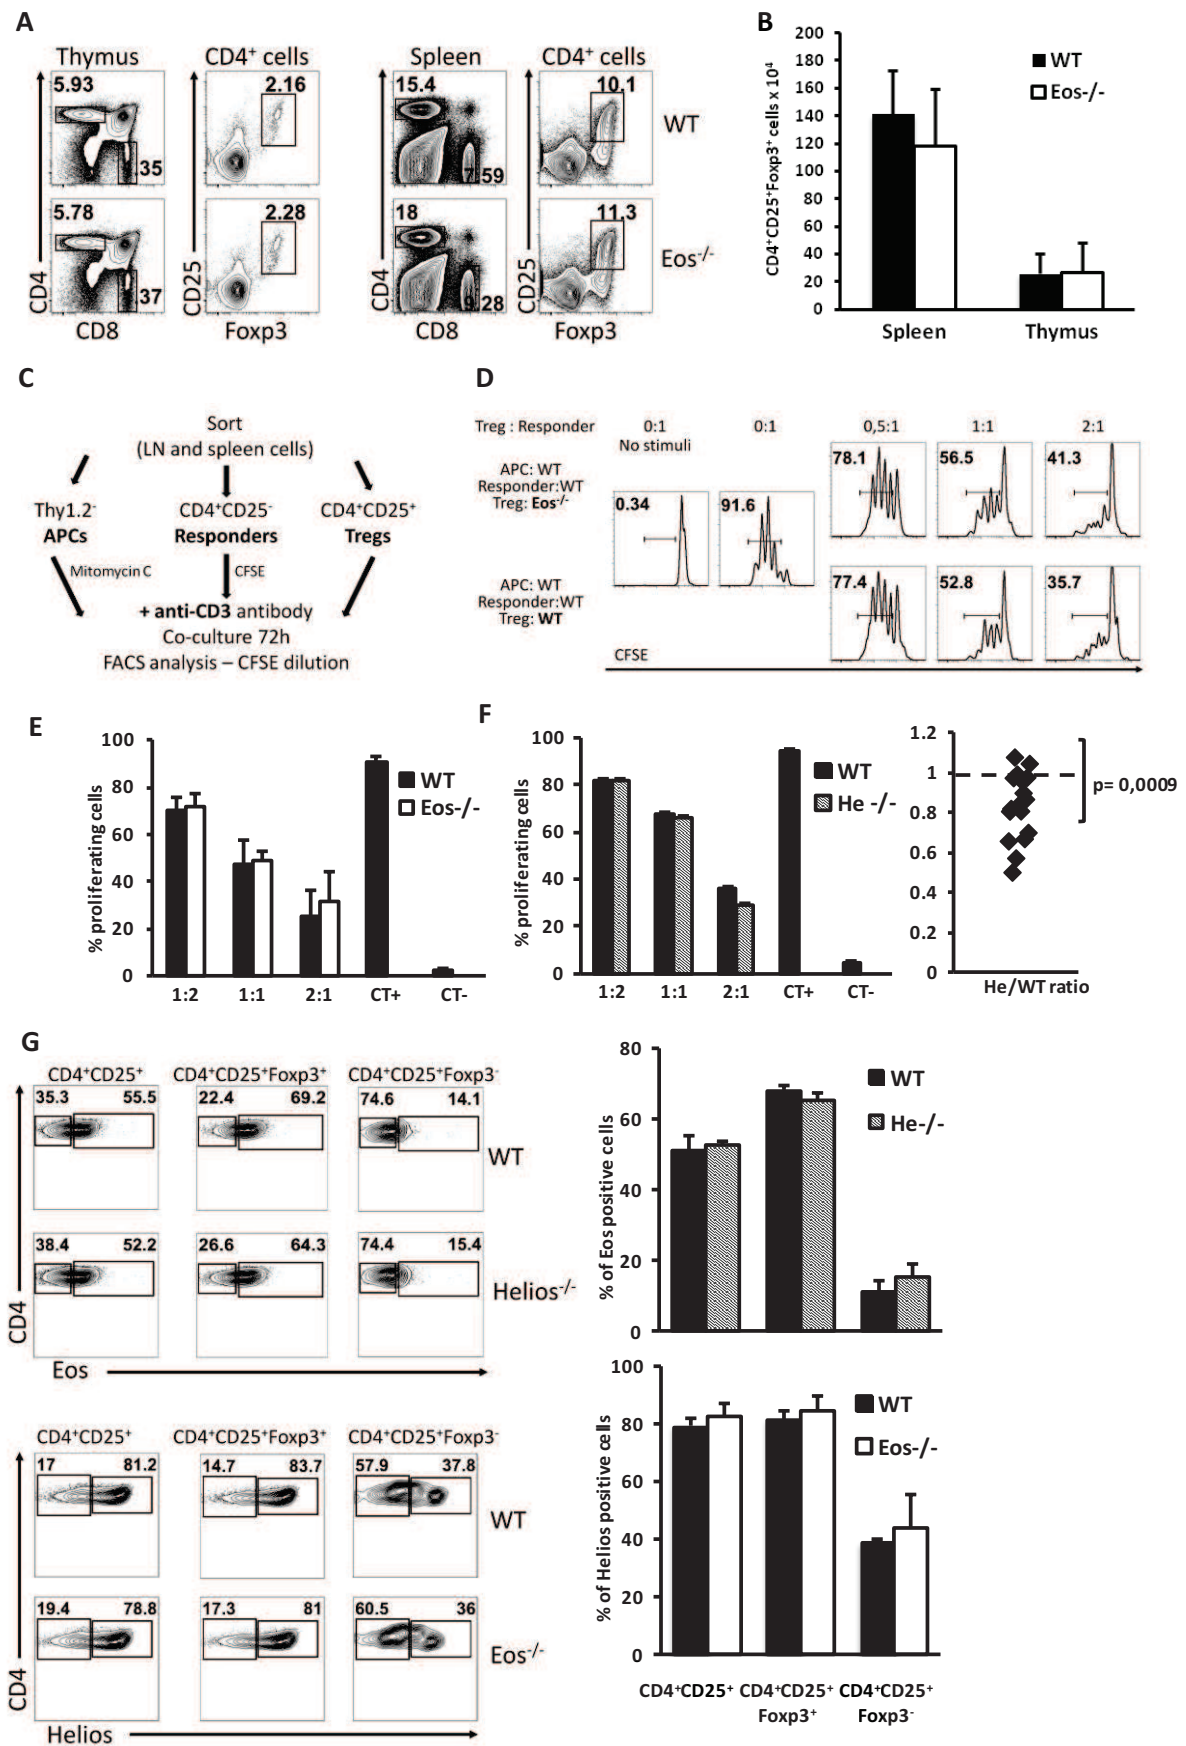 A
Thymus
CD4⁺ cells
Spleen
CD4⁺ cells
5.93
35
2.16
15.4
7.59
10.1
WT
5.78
37
2.28
18
9.28
11.3
Eos⁻/⁻
CD4
CD25
CD4
CD25
CD8
Foxp3
CD8
Foxp3
B
CD4⁺CD25⁺Foxp3⁺ cells x 10⁴
200
180
160
140
120
100
80
60
40
20
0
WT
Eos-/-
Spleen
Thymus
C
Sort
(LN and spleen cells)
Thy1.2⁻
APCs
CD4⁺CD25⁻
Responders
CD4⁺CD25⁺
Tregs
Mitomycin C
CFSE
+ anti-CD3 antibody
Co-culture 72h
FACS analysis – CFSE dilution
D
Treg : Responder
0:1
No stimuli
0:1
0,5:1
1:1
2:1
APC: WT
Responder:WT
Treg: Eos⁻/⁻
0.34
91.6
78.1
56.5
41.3
APC: WT
Responder:WT
Treg: WT
77.4
52.8
35.7
CFSE
E
% proliferating cells
100
80
60
40
20
0
WT
Eos-/-
1:2
1:1
2:1
CT+
CT-
F
% proliferating cells
100
80
60
40
20
0
WT
He -/-
1:2
1:1
2:1
CT+
CT-
1.2
1
0.8
0.6
0.4
0.2
0
p= 0,0009
He/WT ratio
G
CD4⁺CD25⁺
CD4⁺CD25⁺Foxp3⁺
CD4⁺CD25⁺Foxp3⁻
35.3 55.5
22.4 69.2
74.6 14.1
WT
38.4 52.2
26.6 64.3
74.4 15.4
Helios⁻/⁻
CD4
Eos
% of Eos positive cells
80
60
40
20
0
WT
He-/-
CD4⁺CD25⁺
CD4⁺CD25⁺Foxp3⁺
CD4⁺CD25⁺Foxp3⁻
17 81.2
14.7 83.7
57.9 37.8
WT
19.4 78.8
17.3 81
60.5 36
Eos⁻/⁻
CD4
Helios
% of Helios positive cells
100
80
60
40
20
0
WT
Eos-/-
CD4⁺CD25⁺
CD4⁺CD25⁺
Foxp3⁺
CD4⁺CD25⁺
Foxp3⁻